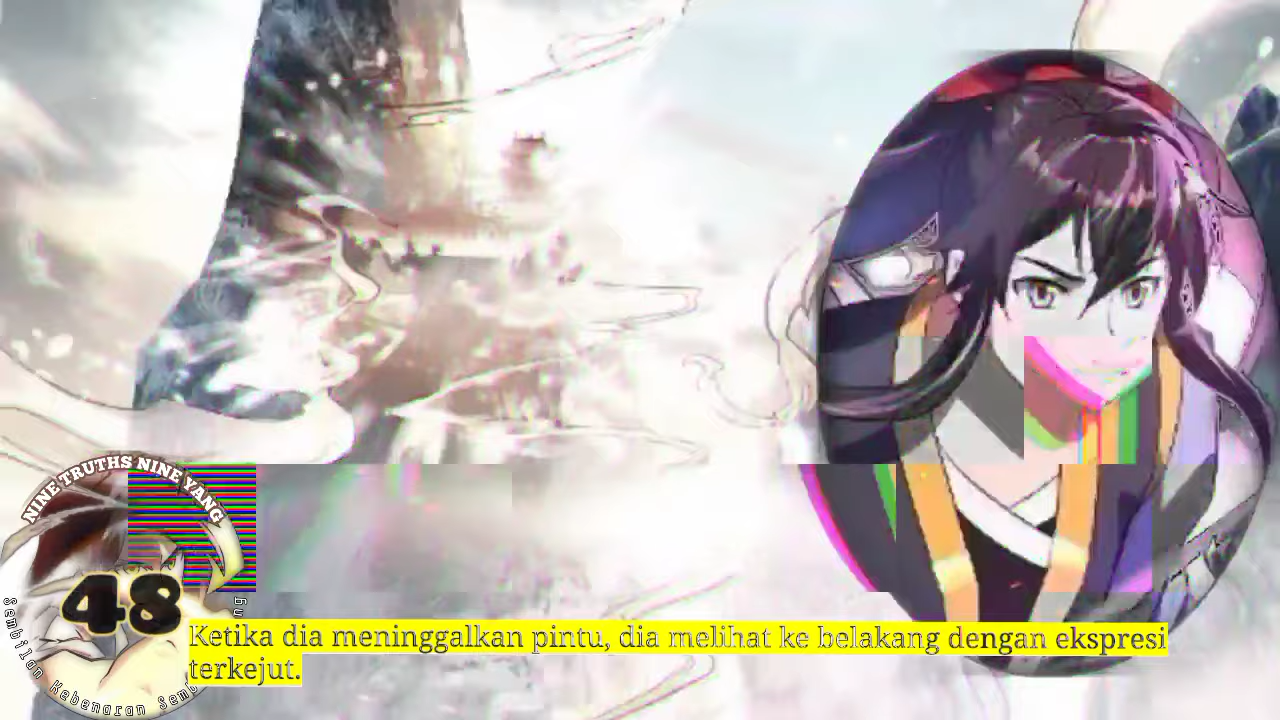 NINE TRUTHS NINE YANG
48
Sembilan Kebenaran Semb
Ketika dia meninggalkan pintu, dia melihat ke belakang dengan ekspresi
terkejut.